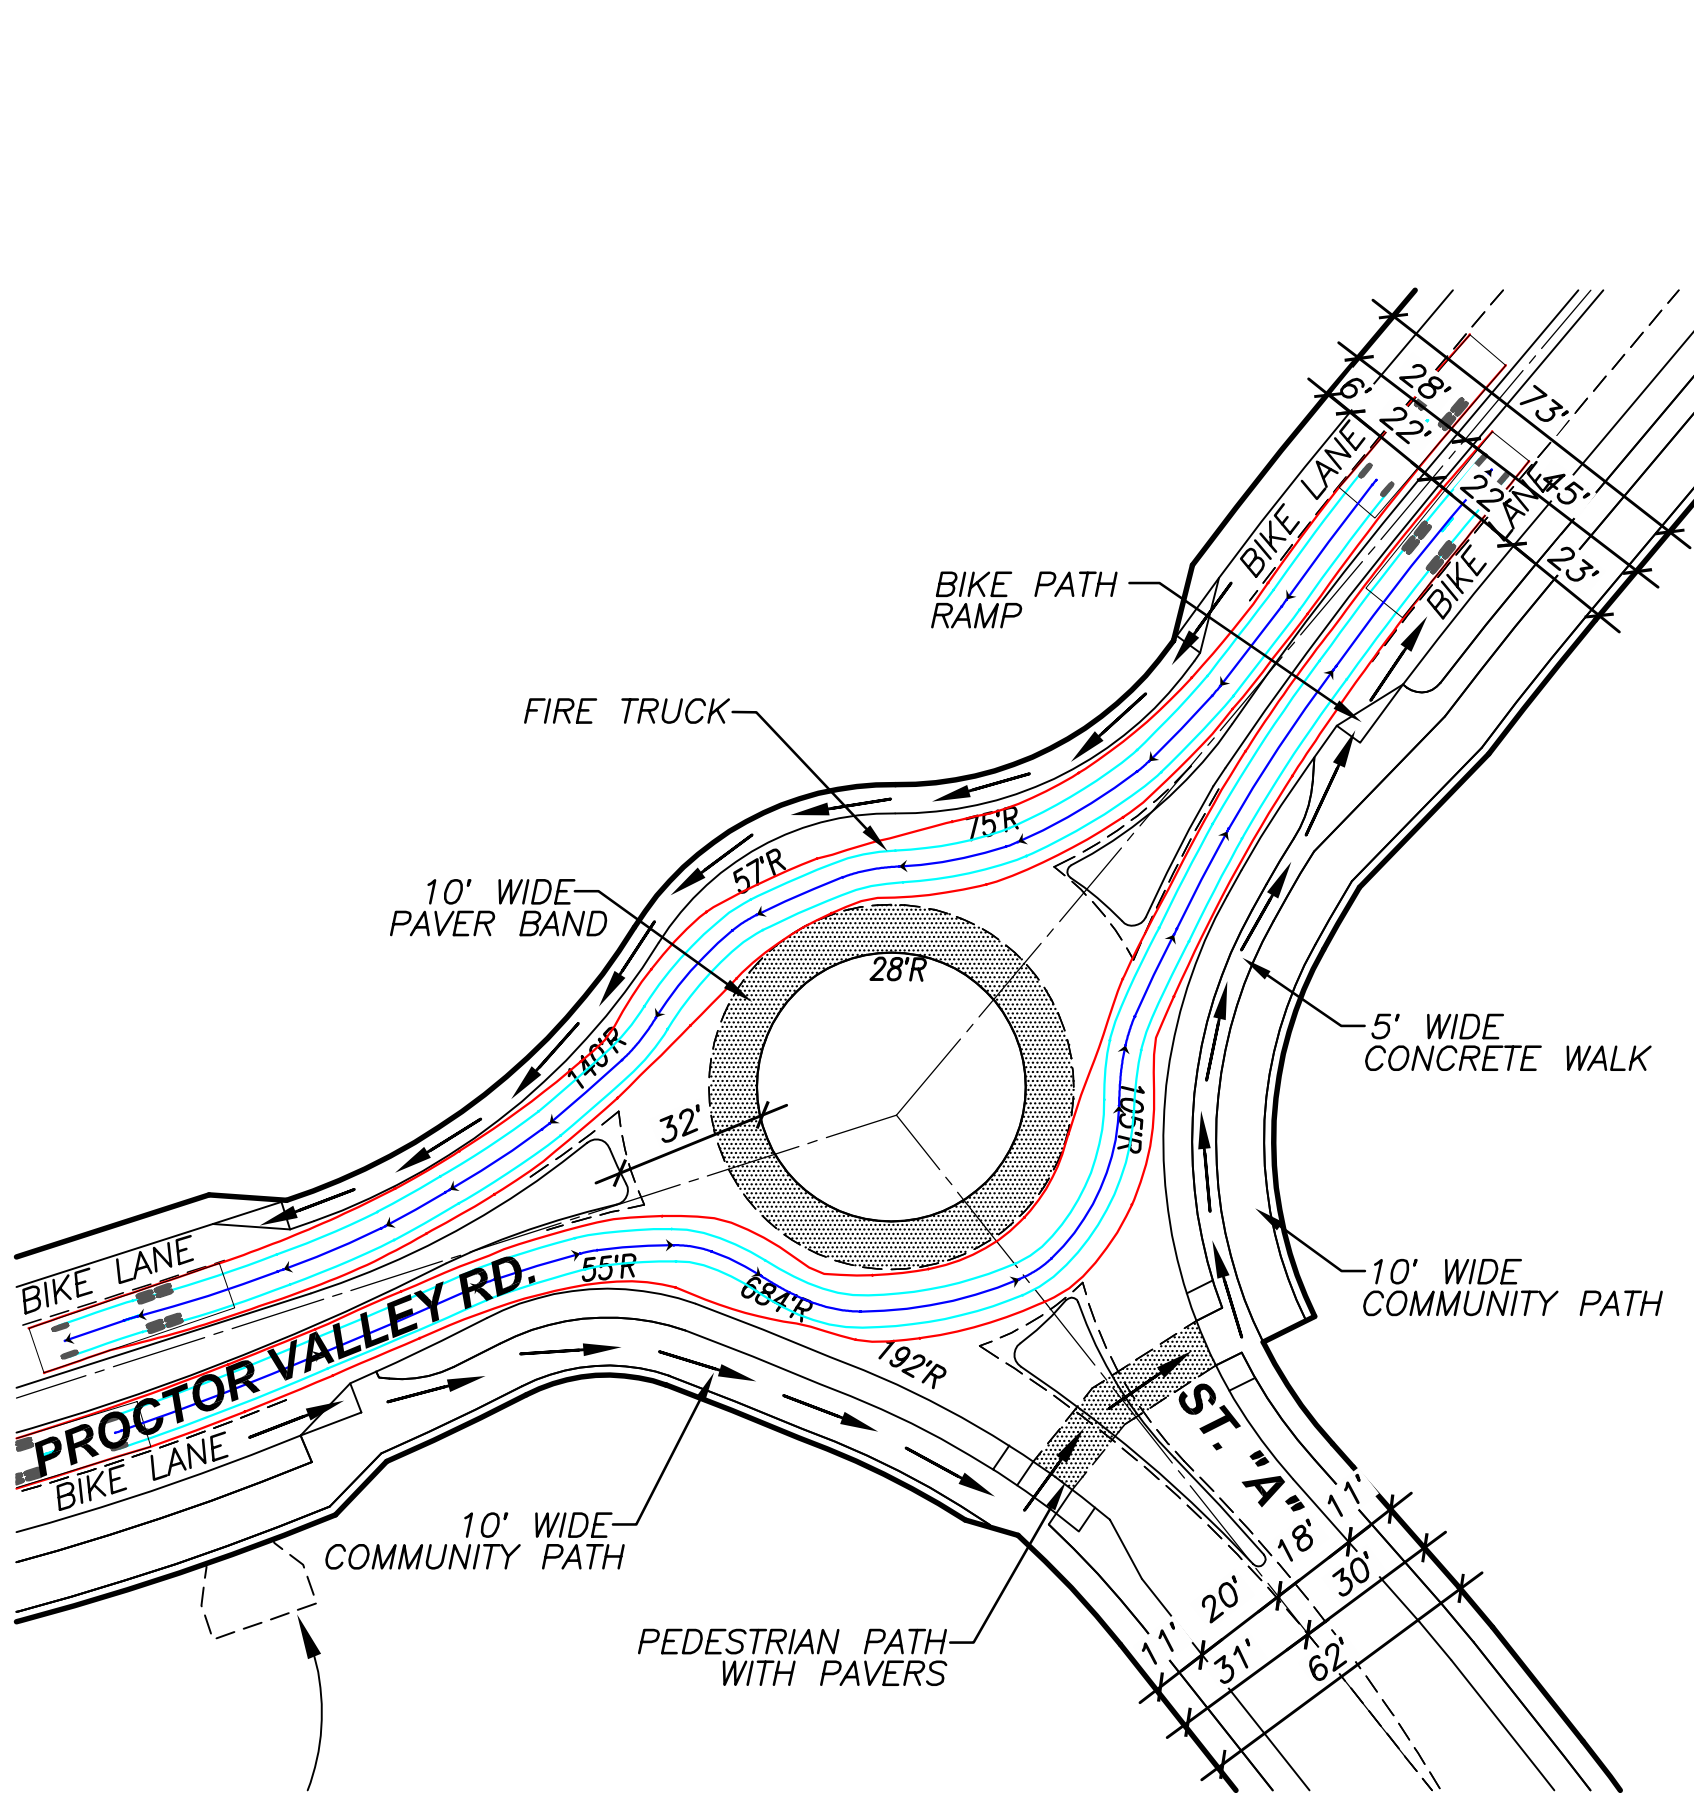 73'
28'
45'
6'
22'
22'
23'
BIKE LANE
BIKE LANE
BIKE PATH
RAMP
FIRE TRUCK
75'R
57'R
10' WIDE
PAVER BAND
28'R
5' WIDE
CONCRETE WALK
140'R
32'
105'R
BIKE LANE
PROCTOR VALLEY RD.
BIKE LANE
55'R
684'R
192'R
10' WIDE
COMMUNITY PATH
ST. "A"
10' WIDE
COMMUNITY PATH
PEDESTRIAN PATH
WITH PAVERS
11'
18'
20'
11'
30'
31'
62'